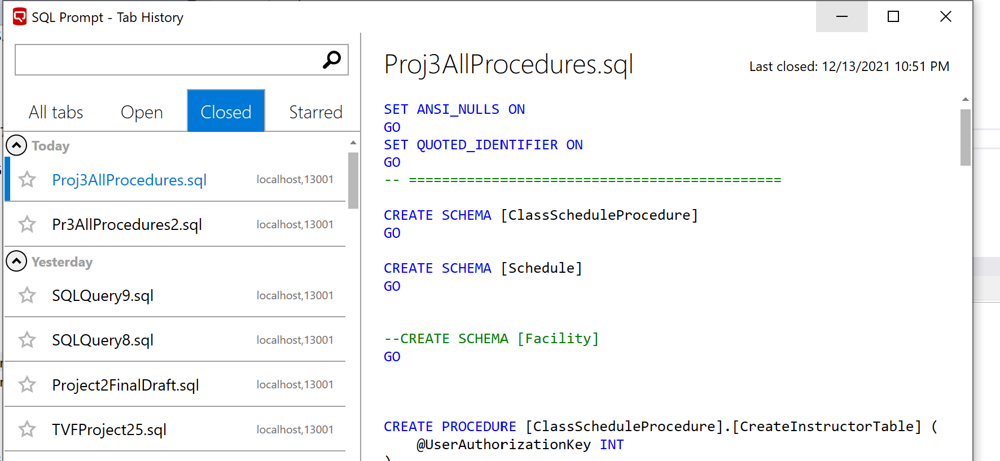 SQL Prompt - Tab History
All tabs
Open
Closed
Starred
Today
Proj3AllProcedures.sql localhost,13001
Pr3AllProcedures2.sql localhost,13001
Yesterday
SQLQuery9.sql localhost,13001
SQLQuery8.sql localhost,13001
Project2FinalDraft.sql localhost,13001
TVFProject25.sql localhost,13001
Proj3AllProcedures.sql
Last closed: 12/13/2021 10:51 PM
SET ANSI_NULLS ON
GO
SET QUOTED_IDENTIFIER ON
GO
-- =============================================
CREATE SCHEMA [ClassScheduleProcedure]
GO
CREATE SCHEMA [Schedule]
GO
--CREATE SCHEMA [Facility]
GO
CREATE PROCEDURE [ClassScheduleProcedure].[CreateInstructorTable] (
@UserAuthorizationKey INT
)